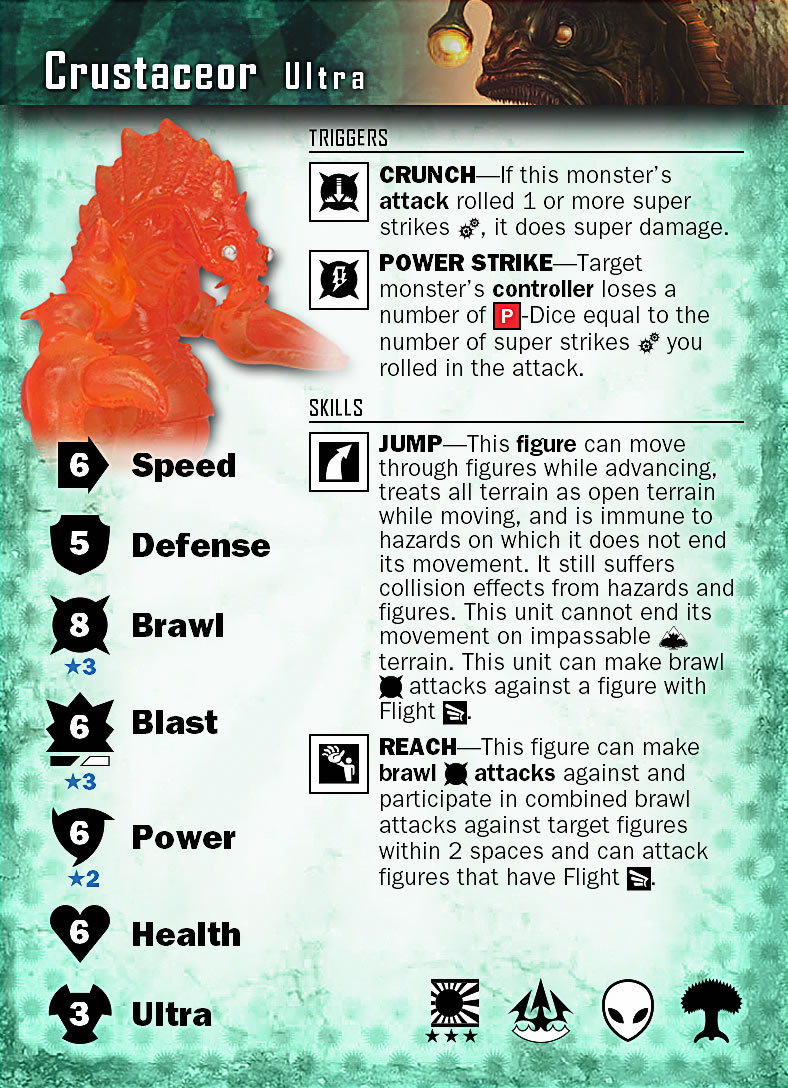 Crustaceor Ultra
TRIGGERS
CRUNCH—If this monster's
attack rolled 1 or more super
strikes , it does super damage.
POWER STRIKE—Target
monster's controller loses a
number of P-Dice equal to the
number of super strikes you
rolled in the attack.
SKILLS
JUMP—This figure can move
through figures while advancing,
treats all terrain as open terrain
while moving, and is immune to
hazards on which it does not end
its movement. It still suffers
collision effects from hazards and
figures. This unit cannot end its
movement on impassable
terrain. This unit can make brawl
attacks against a figure with
Flight .
REACH—This figure can make
brawl attacks against and
participate in combined brawl
attacks against target figures
within 2 spaces and can attack
figures that have Flight .
6 Speed
5 Defense
8 Brawl
★3
6 Blast
★3
6 Power
★2
6 Health
3 Ultra
★★★